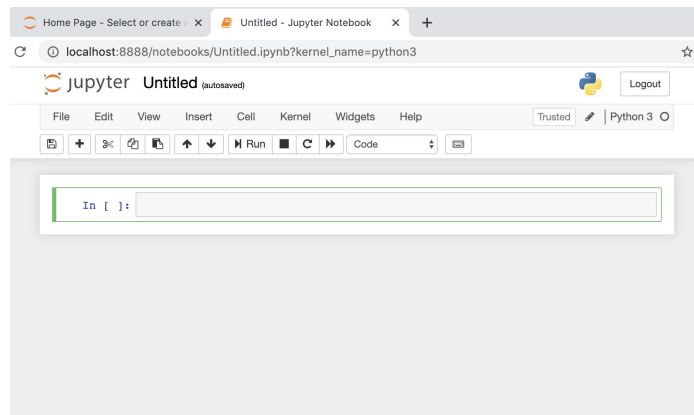 Home Page - Select or create a
Untitled - Jupyter Notebook
localhost:8888/notebooks/Untitled.ipynb?kernel_name=python3
jupyter Untitled (autosaved)
Logout
File Edit View Insert Cell Kernel Widgets Help
Trusted Python 3
Run Code
In [ ]: